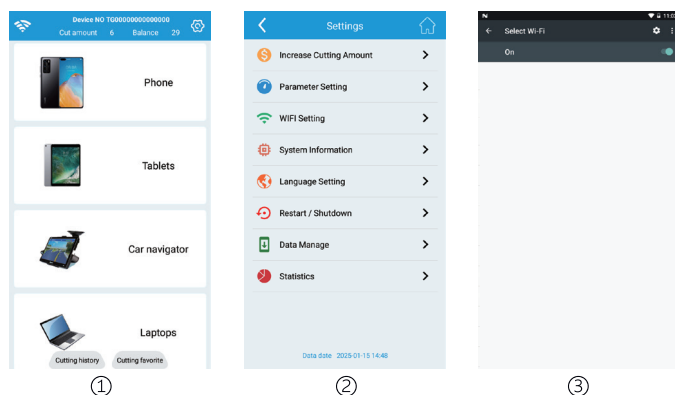 Device NO TG00000000000000
Cut amount 6 Balance 29
Phone
Tablets
Car navigator
Laptops
Cutting history
Cutting favorite
①
Settings
Increase Cutting Amount
Parameter Setting
WIFI Setting
System Information
Language Setting
Restart / Shutdown
Data Manage
Statistics
Data date 2025-01-15 14:48
②
Select Wi-Fi
On
③